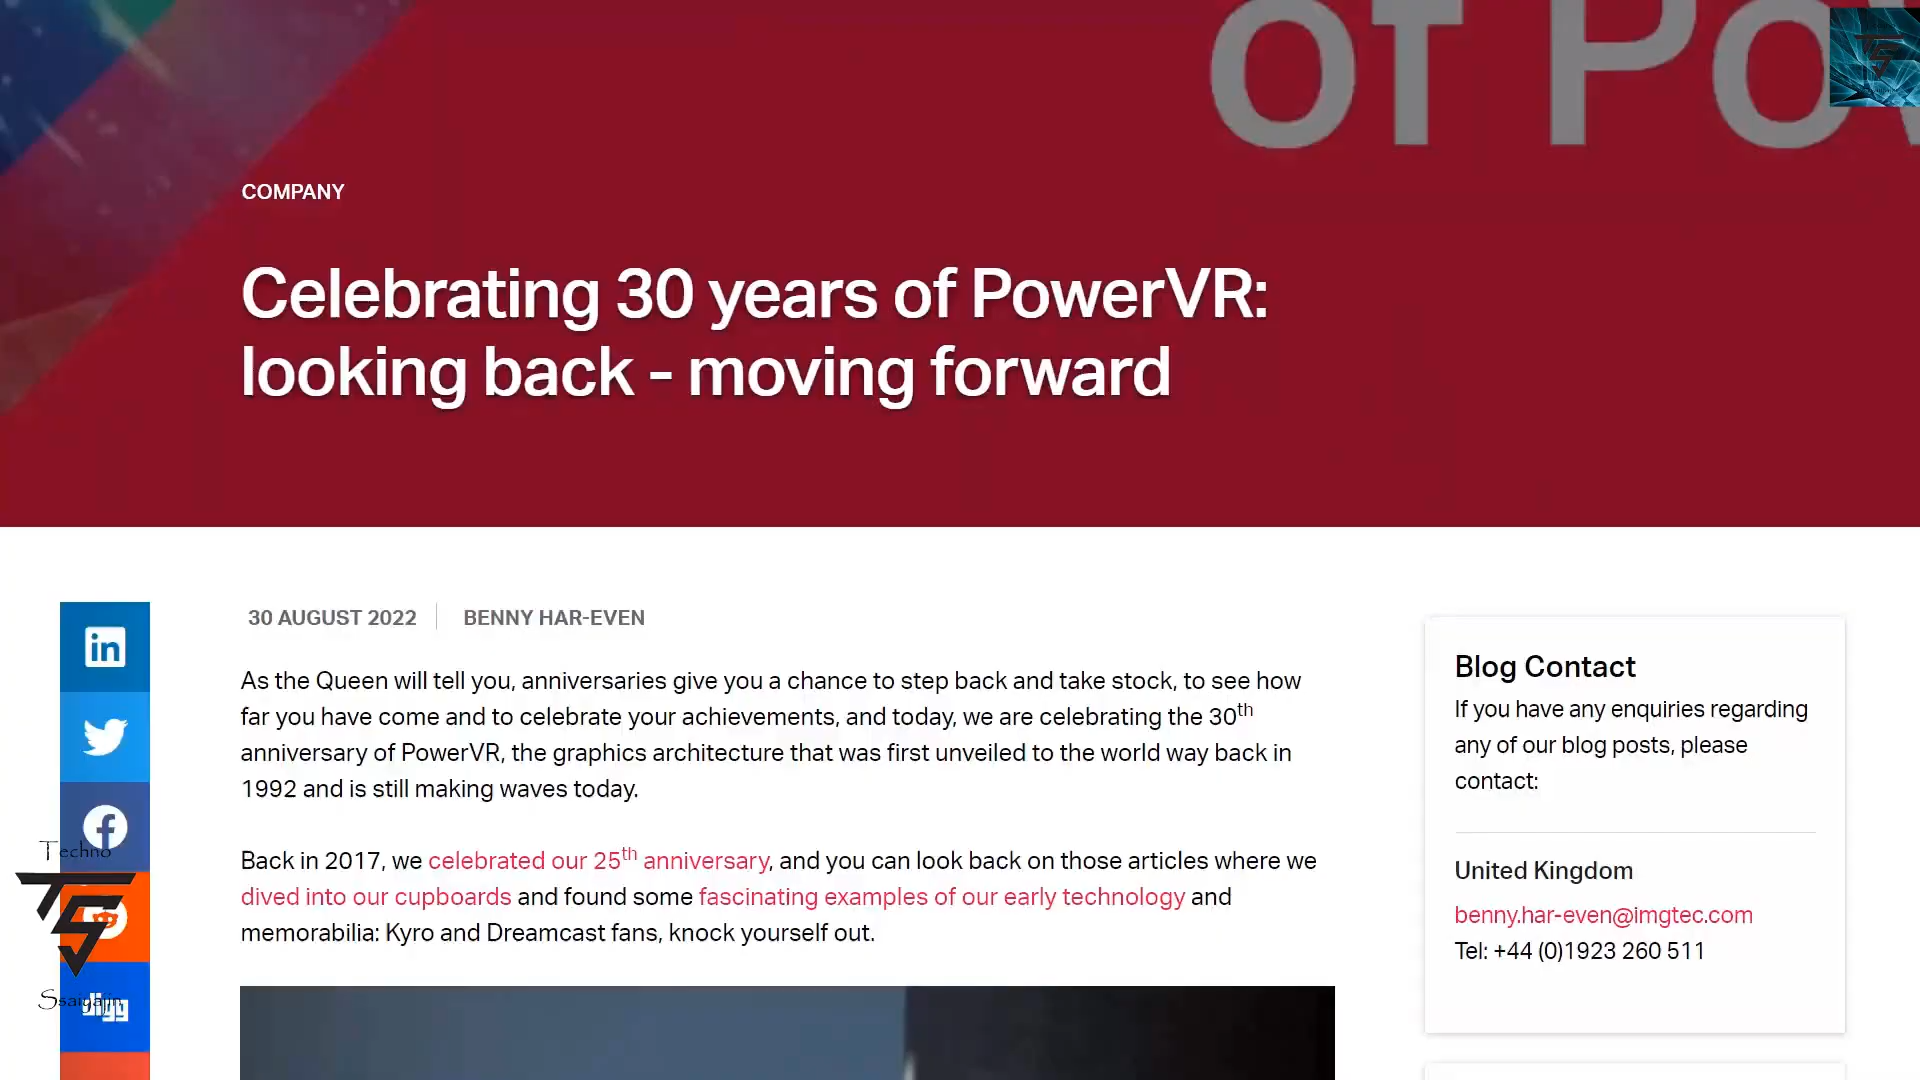 of Pow
COMPANY
Celebrating 30 years of PowerVR:
looking back - moving forward
30 AUGUST 2022
BENNY HAR-EVEN
As the Queen will tell you, anniversaries give you a chance to step back and take stock, to see how
far you have come and to celebrate your achievements, and today, we are celebrating the 30th
anniversary of PowerVR, the graphics architecture that was first unveiled to the world way back in
1992 and is still making waves today.
Back in 2017, we celebrated our 25th anniversary, and you can look back on those articles where we
dived into our cupboards and found some fascinating examples of our early technology and
memorabilia: Kyro and Dreamcast fans, knock yourself out.
Blog Contact
If you have any enquiries regarding
any of our blog posts, please
contact:
United Kingdom
benny.har-even@imgtec.com
Tel: +44 (0)1923 260 511
in
Techno
TS
Ssaiyajin
digg